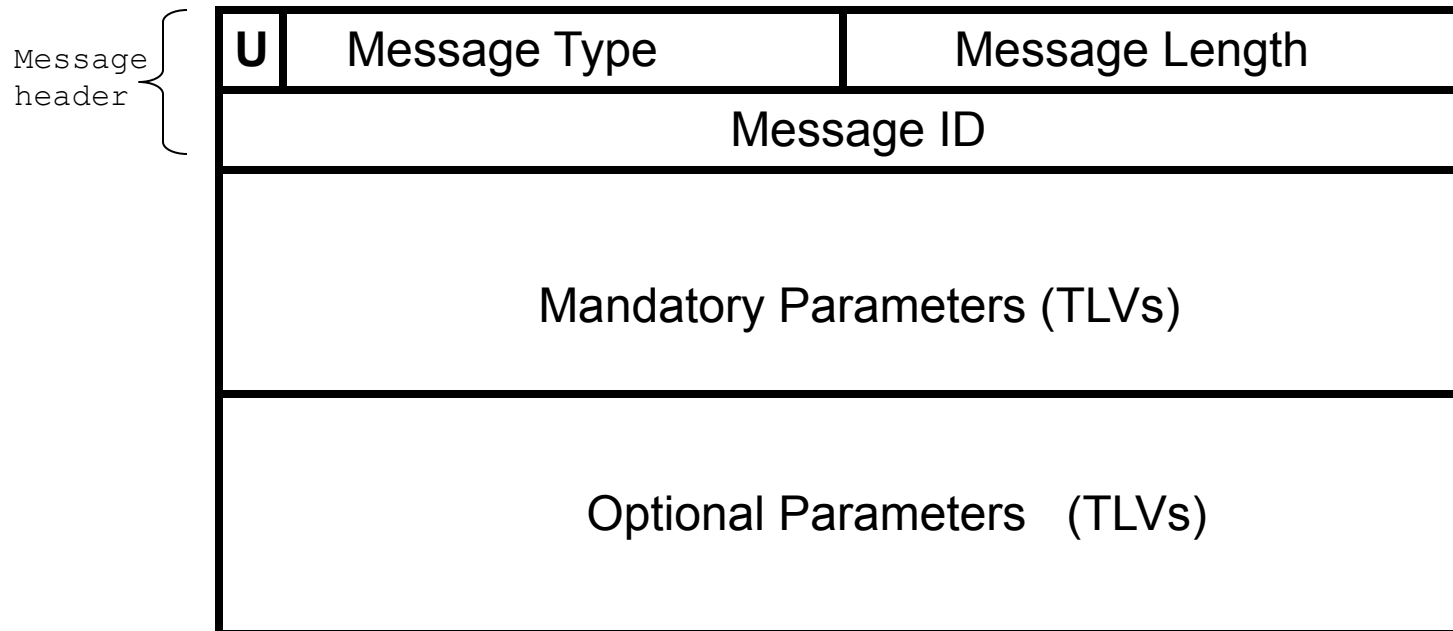 Message
header
U Message Type Message Length
Message ID
Mandatory Parameters (TLVs)
Optional Parameters (TLVs)